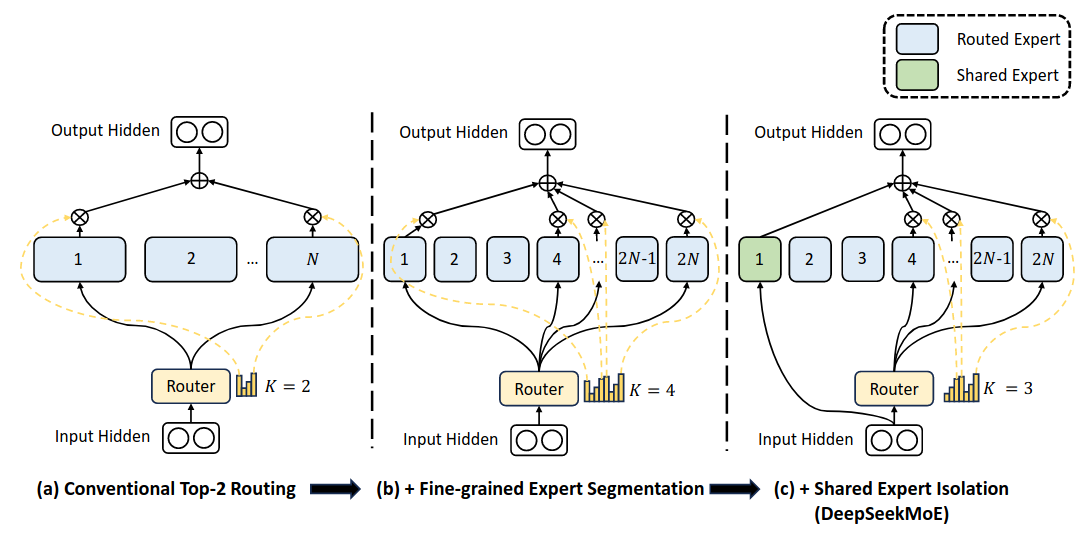 Routed Expert
Shared Expert
Output Hidden
1
2
...
N
Router
K = 2
Input Hidden
(a) Conventional Top-2 Routing
Output Hidden
1
2
3
4
...
2N-1
2N
Router
K = 4
Input Hidden
(b) + Fine-grained Expert Segmentation
Output Hidden
1
2
3
4
...
2N-1
2N
Router
K = 3
Input Hidden
(c) + Shared Expert Isolation
(DeepSeekMoE)